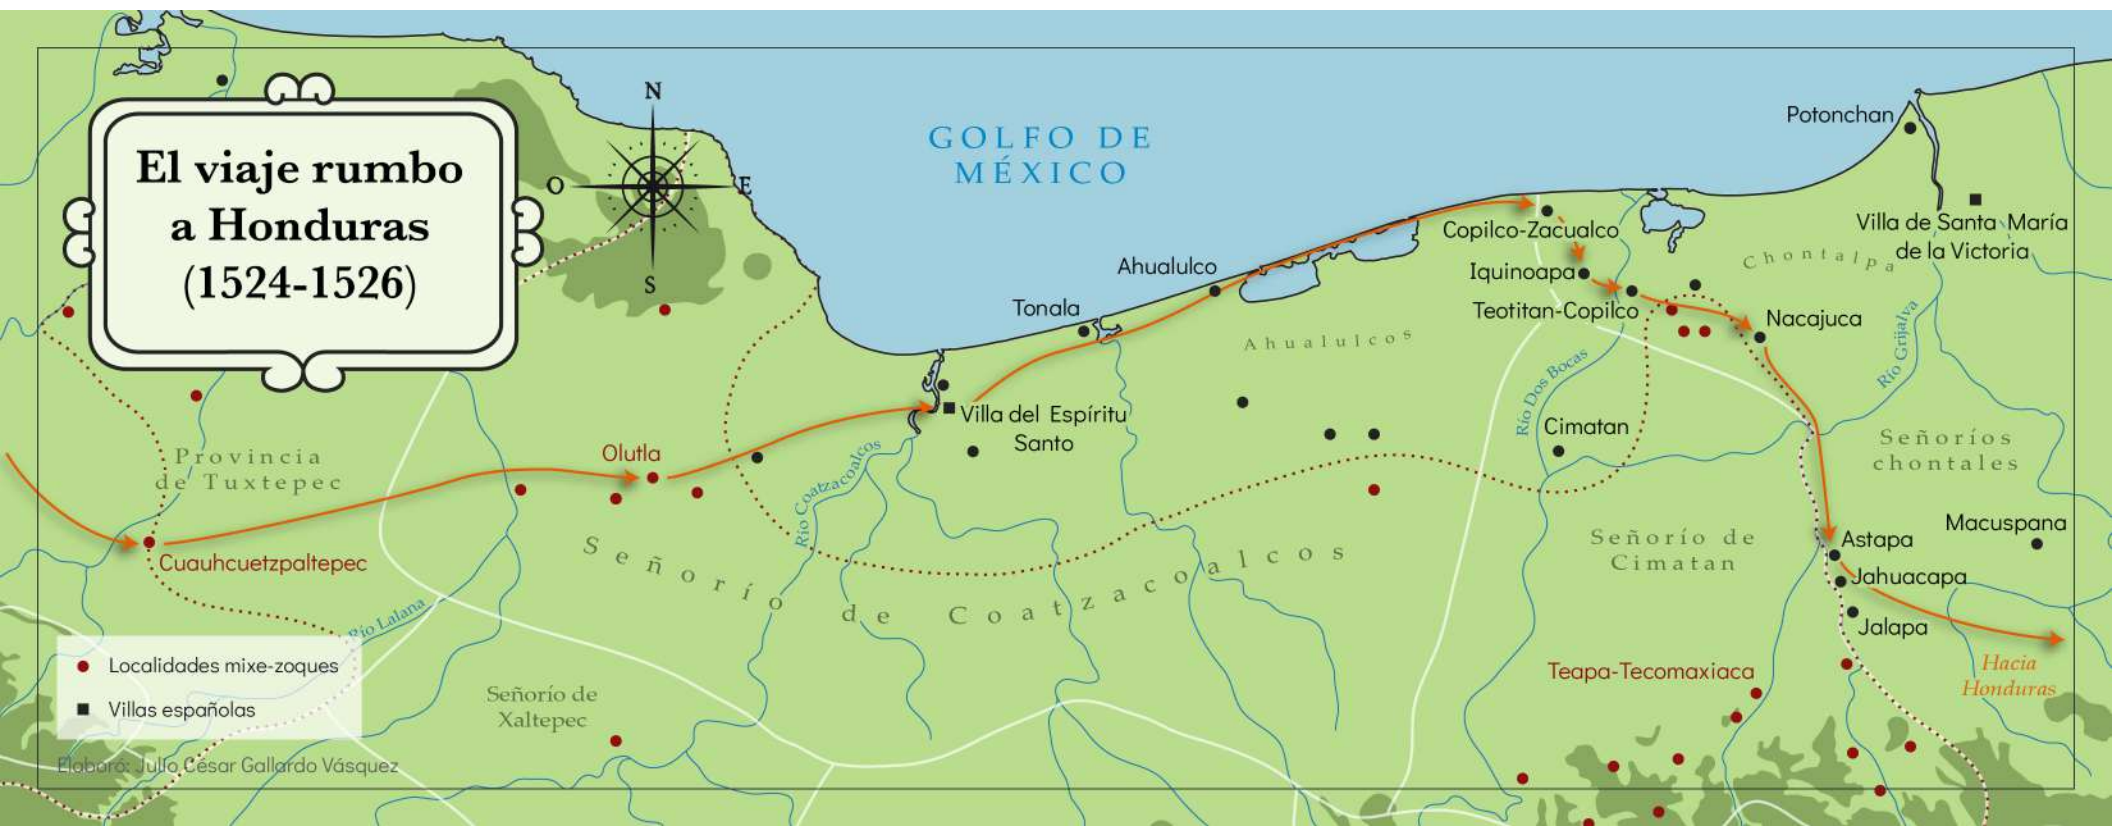 El viaje rumbo
a Honduras
(1524-1526)
N
O
E
S
GOLFO DE
MÉXICO
Potonchan
Villa de Santa María
de la Victoria
Copilco-Zacualco
Chontalpa
Ahualulco
Iquinoapa
Tonala
Teotitan-Copilco
Nacajuca
Ahualulcos
Río Grijalva
Río Dos Bocas
Villa del Espíritu
Santo
Cimatan
Señoríos
chontales
Olutla
Provincia
de Tuxtepec
Río Coatzacoalcos
Macuspana
Astapa
Señorío de
Cimatan
Cuauhcuetzpaltepec
Señorío de Coatzacoalcos
Jahuacapa
Río Lalana
Jalapa
Localidades mixe-zoques
Villas españolas
Señorío de
Xaltepec
Teapa-Tecomaxiaca
Hacia
Honduras
Elaboró: Julio César Gallardo Vásquez